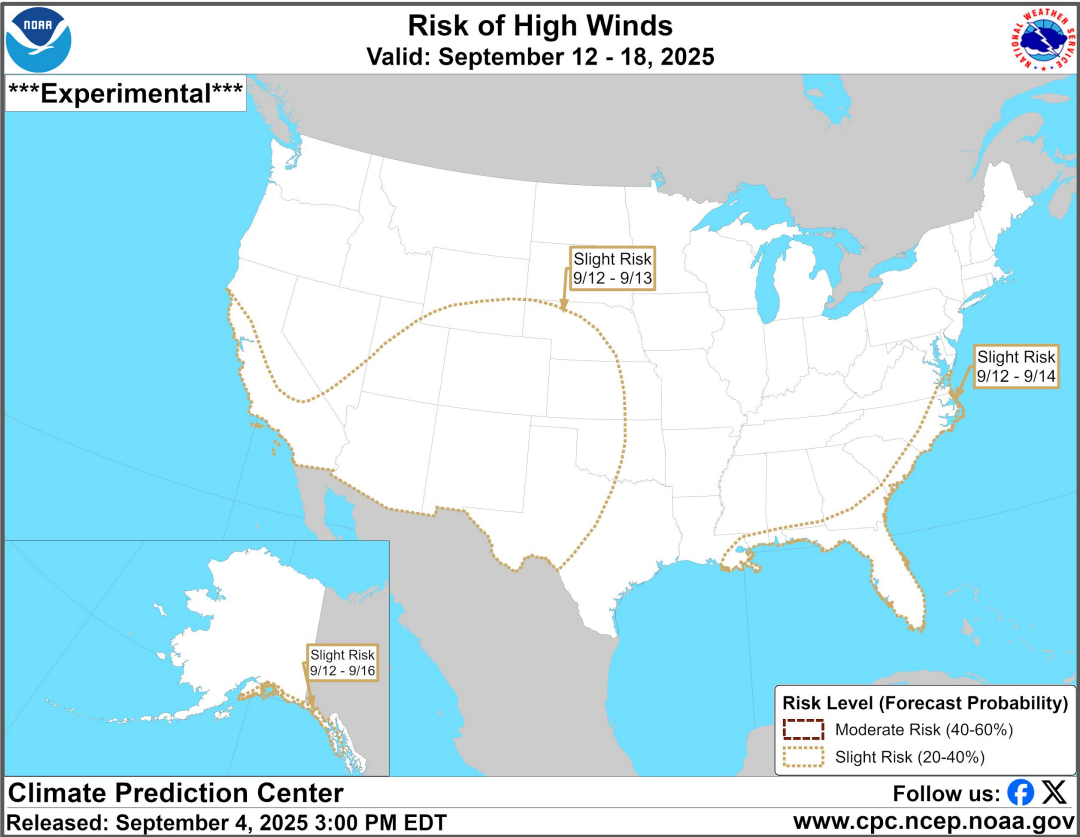 NOAA
Risk of High Winds
Valid: September 12 - 18, 2025
NATIONAL WEATHER SERVICE
***Experimental***
Slight Risk
9/12 - 9/13
Slight Risk
9/12 - 9/14
Slight Risk
9/12 - 9/16
Risk Level (Forecast Probability)
Moderate Risk (40-60%)
Slight Risk (20-40%)
Climate Prediction Center
Follow us:
Released: September 4, 2025 3:00 PM EDT
www.cpc.ncep.noaa.gov